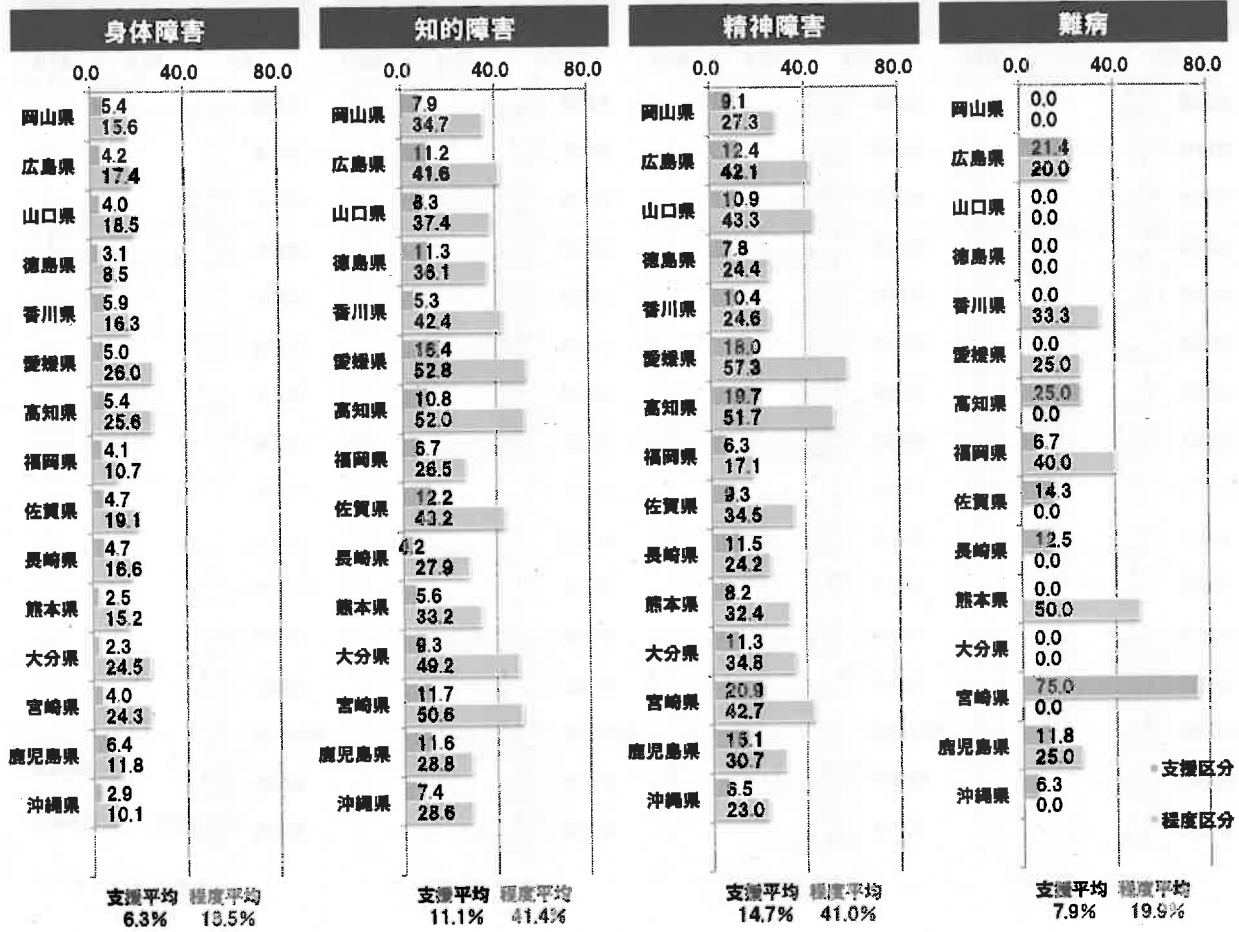 身体障害
0.0 40.0 80.0
岡山県 5.4
15.6
広島県 4.2
17.4
山口県 4.0
18.5
徳島県 3.1
8.5
香川県 5.9
16.3
愛媛県 5.0
26.0
高知県 5.4
25.6
福岡県 4.1
10.7
佐賀県 4.7
19.1
長崎県 4.7
16.6
熊本県 2.5
15.2
大分県 2.3
24.5
宮崎県 4.0
24.3
鹿児島県 6.4
11.8
沖縄県 2.9
10.1
支援平均 程度平均
6.3%
知的障害
0.0 40.0 80.0
岡山県 7.9
34.7
広島県 11.2
41.6
山口県 8.3
37.4
徳島県 11.3
香川県 5.3
42.4
愛媛県
52.8
高知県 10.8
52.0
福岡県
26.5
佐賀県 12.2
43.2
長崎県 4.2
27.9
熊本県 5.6
33.2
大分県 9.3
49.2
宮崎県 11.7
50.6
鹿児島県 11.6
28.8
沖縄県 7.4
28.6
支援平均 程度平均
11.1% 41.4%
精神障害
0.0 40.0 80.0
岡山県 9.1
27.3
広島県 12.4
42.1
山口県 10.9
43.3
徳島県 7.8
24.4
香川県 10.4
24.6
愛媛県 18.0
57.3
高知県 19.7
51.7
福岡県 6.3
17.1
佐賀県 9.3
34.5
長崎県 11.5
24.2
熊本県 8.2
32.4
大分県 11.3
34.8
宮崎県 20.9
42.7
鹿児島県
30.7
沖縄県
23.0
支援平均 程度平均
14.7% 41.0%
難病
0.0 40.0 80.0
岡山県 0.0
0.0
広島県 21.4
20.0
山口県 0.0
0.0
徳島県 0.0
0.0
香川県 0.0
33.3
愛媛県 0.0
25.0
高知県 25.0
0.0
福岡県 6.7
40.0
佐賀県 14.3
0.0
長崎県 12.5
0.0
熊本県 0.0
50.0
大分県 0.0
0.0
宮崎県 75.0
0.0
鹿児島県 11.8
25.0
沖縄県 6.3
0.0
支援区分
程度区分
支援平均 程度平均
7.9% 19.9%